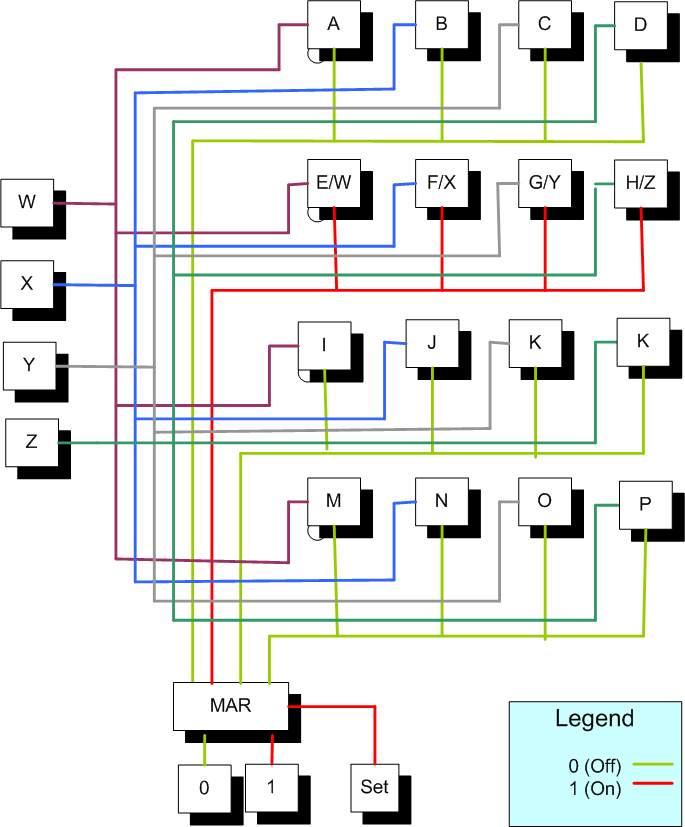 A B C D
E/W F/X G/Y H/Z
W
X
I J K K
Y
Z
M N O P
MAR
0 1 Set
Legend
0 (Off)
1 (On)